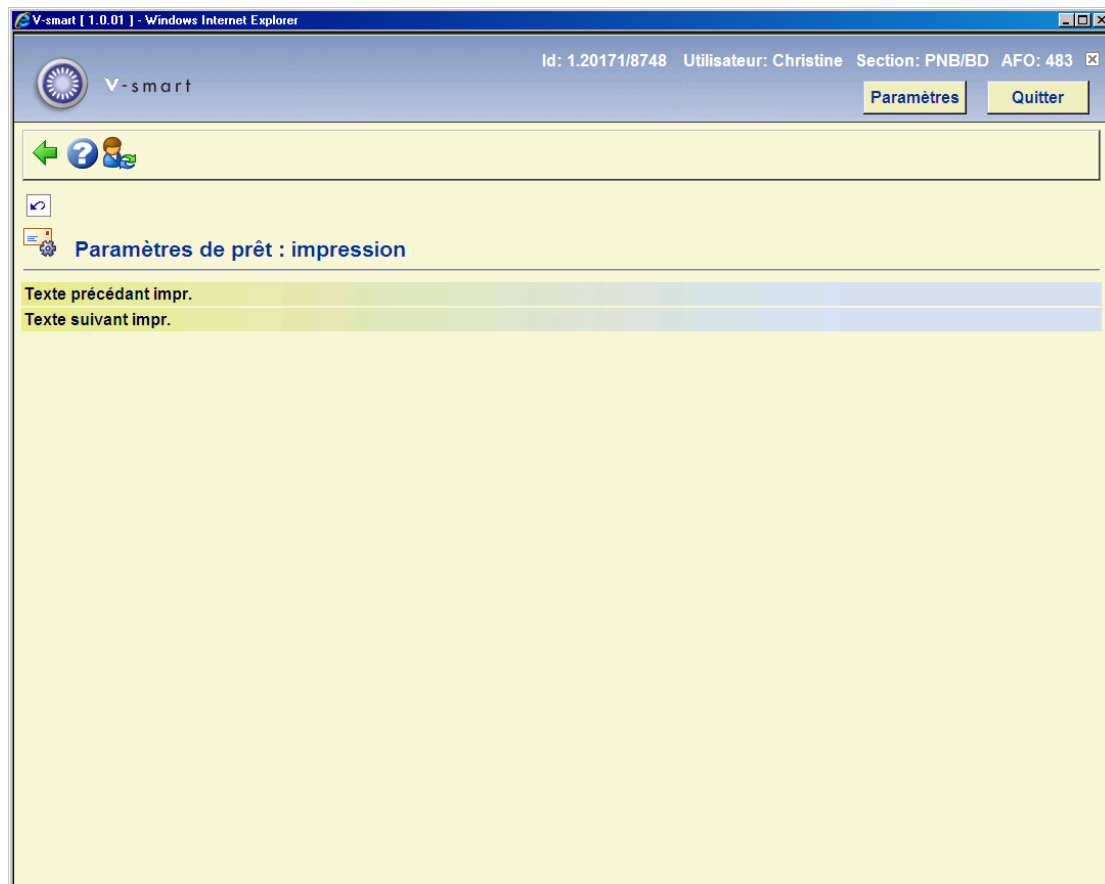 V-smart [ 1.0.01 ] - Windows Internet Explorer
Id: 1.20171/8748 Utilisateur: Christine Section: PNB/BD AFO: 483
V-smart
Paramètres Quitter
Paramètres de prêt : impression
Texte précédant impr.
Texte suivant impr.